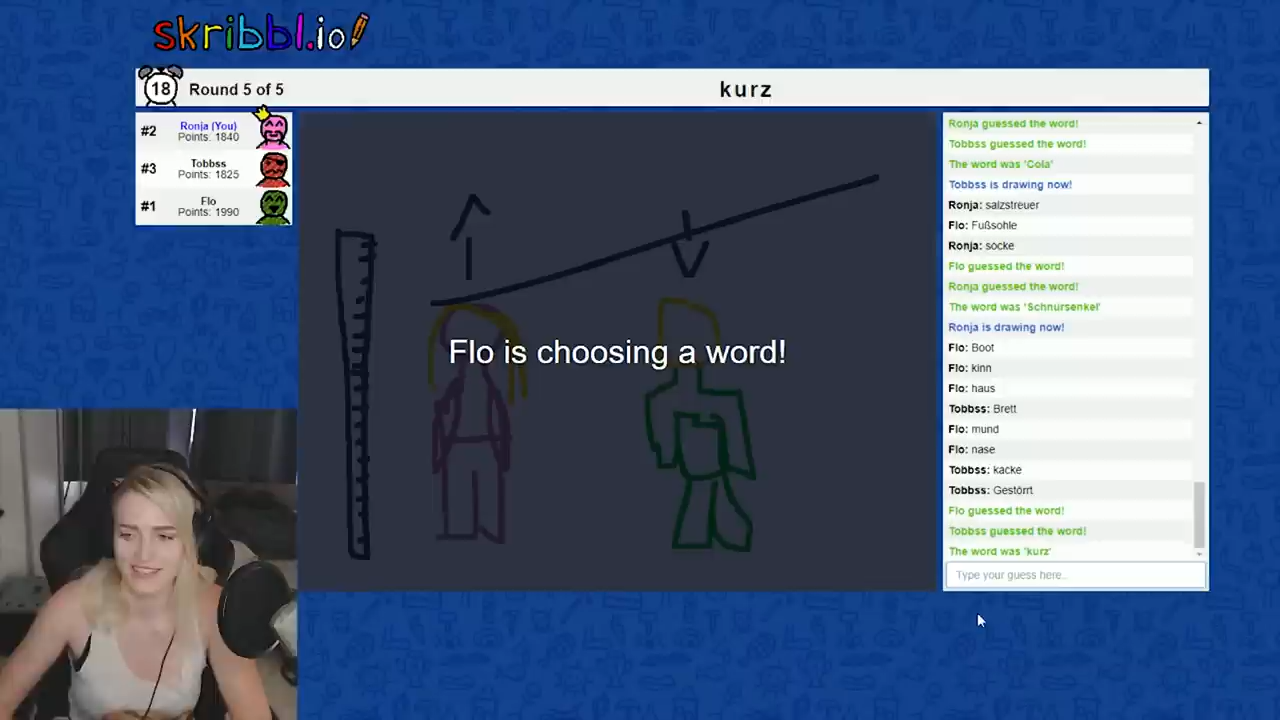 skribbl.io
18
Round 5 of 5
kurz
#2
Ronja (You)
Points: 1840
#3
Tobbss
Points: 1825
#1
Flo
Points: 1990
Flo is choosing a word!
Ronja guessed the word!
Tobbss guessed the word!
The word was 'Cola'
Tobbss is drawing now!
Ronja: salzstreuer
Flo: Fußsohle
Ronja: socke
Flo guessed the word!
Ronja guessed the word!
The word was 'Schnürsenkel'
Ronja is drawing now!
Flo: Boot
Flo: kinn
Flo: haus
Tobbss: Brett
Flo: mund
Flo: nase
Tobbss: kacke
Tobbss: Gestörrt
Flo guessed the word!
Tobbss guessed the word!
The word was 'kurz'
Type your guess here...